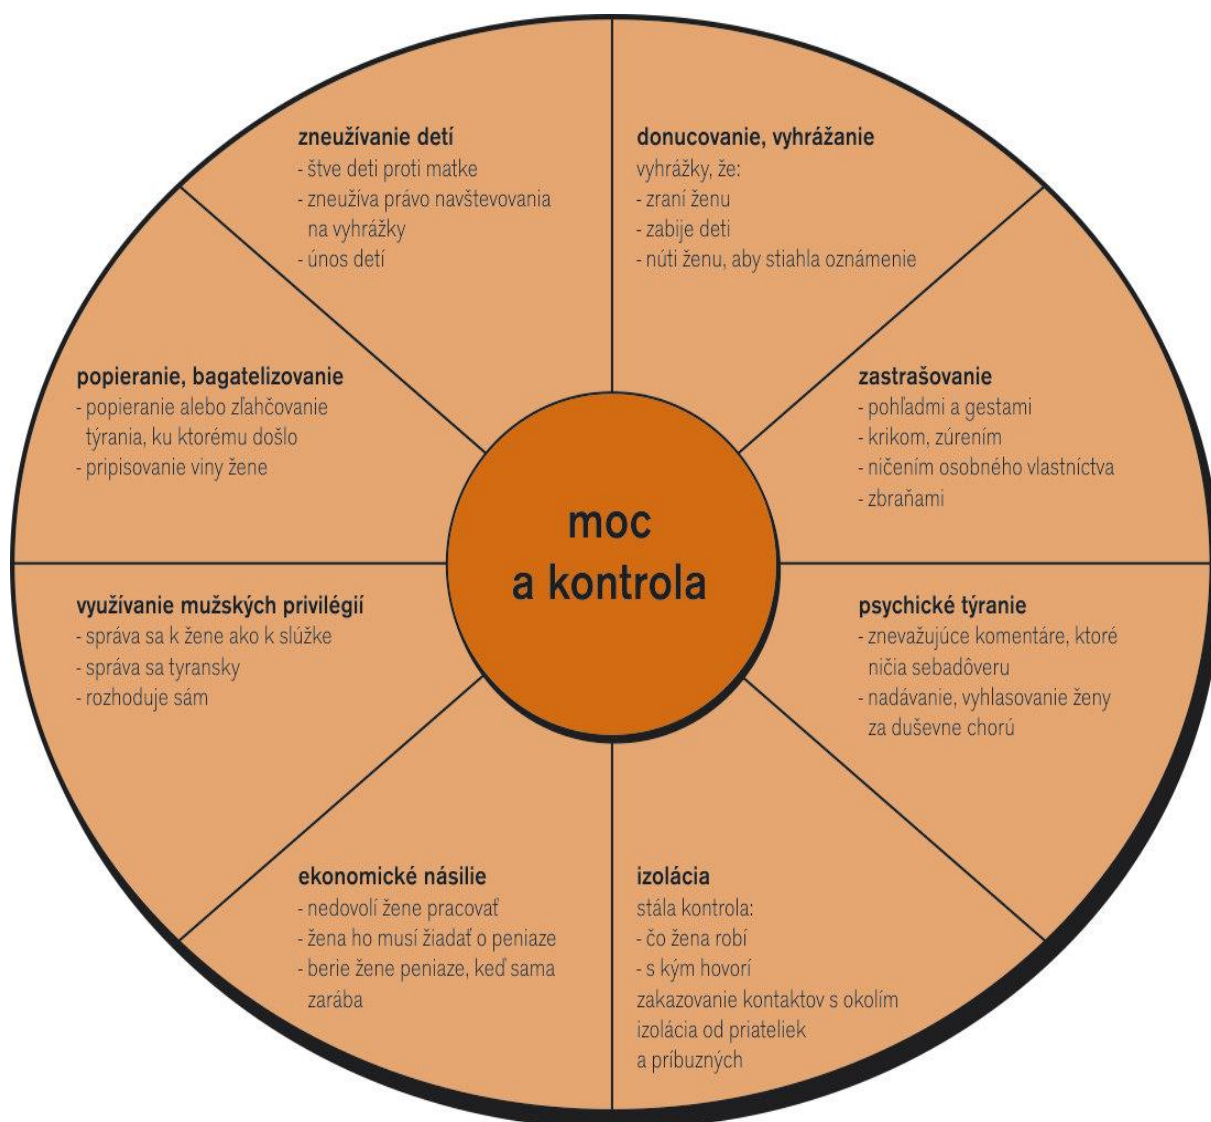 zneužívanie detí
- štve deti proti matke
- zneužíva právo navštevovania
na vyhrážky
- únos detí
donucovanie, vyhrážanie
vyhrážky, že:
- zraní ženu
- zabije deti
- núti ženu, aby stiahla oznámenie
popieranie, bagatelizovanie
- popieranie alebo zľahčovanie
týrania, ku ktorému došlo
- pripisovanie viny žene
zastrašovanie
- pohľadmi a gestami
- krikom, zúrením
- ničením osobného vlastníctva
- zbraňami
moc
a kontrola
využívanie mužských privilégií
- správa sa k žene ako k slúžke
- správa sa tyransky
- rozhoduje sám
psychické týranie
- znevažujúce komentáre, ktoré
ničia sebadôveru
- nadávanie, vyhlasovanie ženy
za duševne chorú
ekonomické násilie
- nedovolí žene pracovať
- žena ho musí žiadať o peniaze
- berie žene peniaze, keď sama
zarába
izolácia
stála kontrola:
- čo žena robí
- s kým hovorí
zakazovanie kontaktov s okolím
izolácia od priateliek
a príbuzných